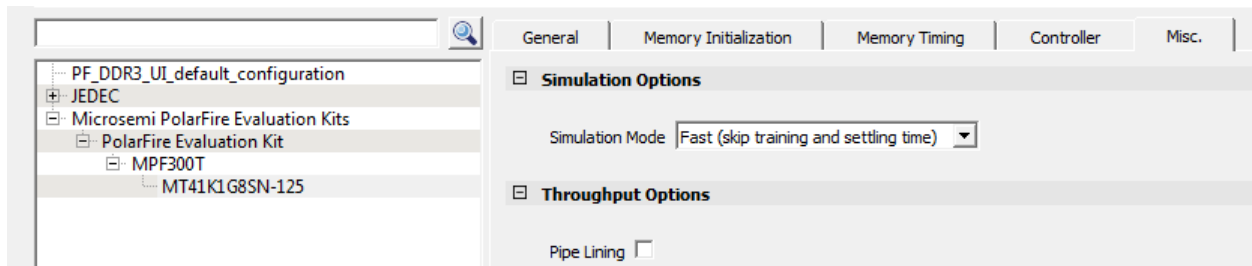 General Memory Initialization Memory Timing Controller Misc.
PF_DDR3_UI_default_configuration
JEDEC
Microsemi PolarFire Evaluation Kits
PolarFire Evaluation Kit
MPF300T
MT41K1G8SN-125
Simulation Options
Simulation Mode Fast (skip training and settling time)
Throughput Options
Pipe Lining